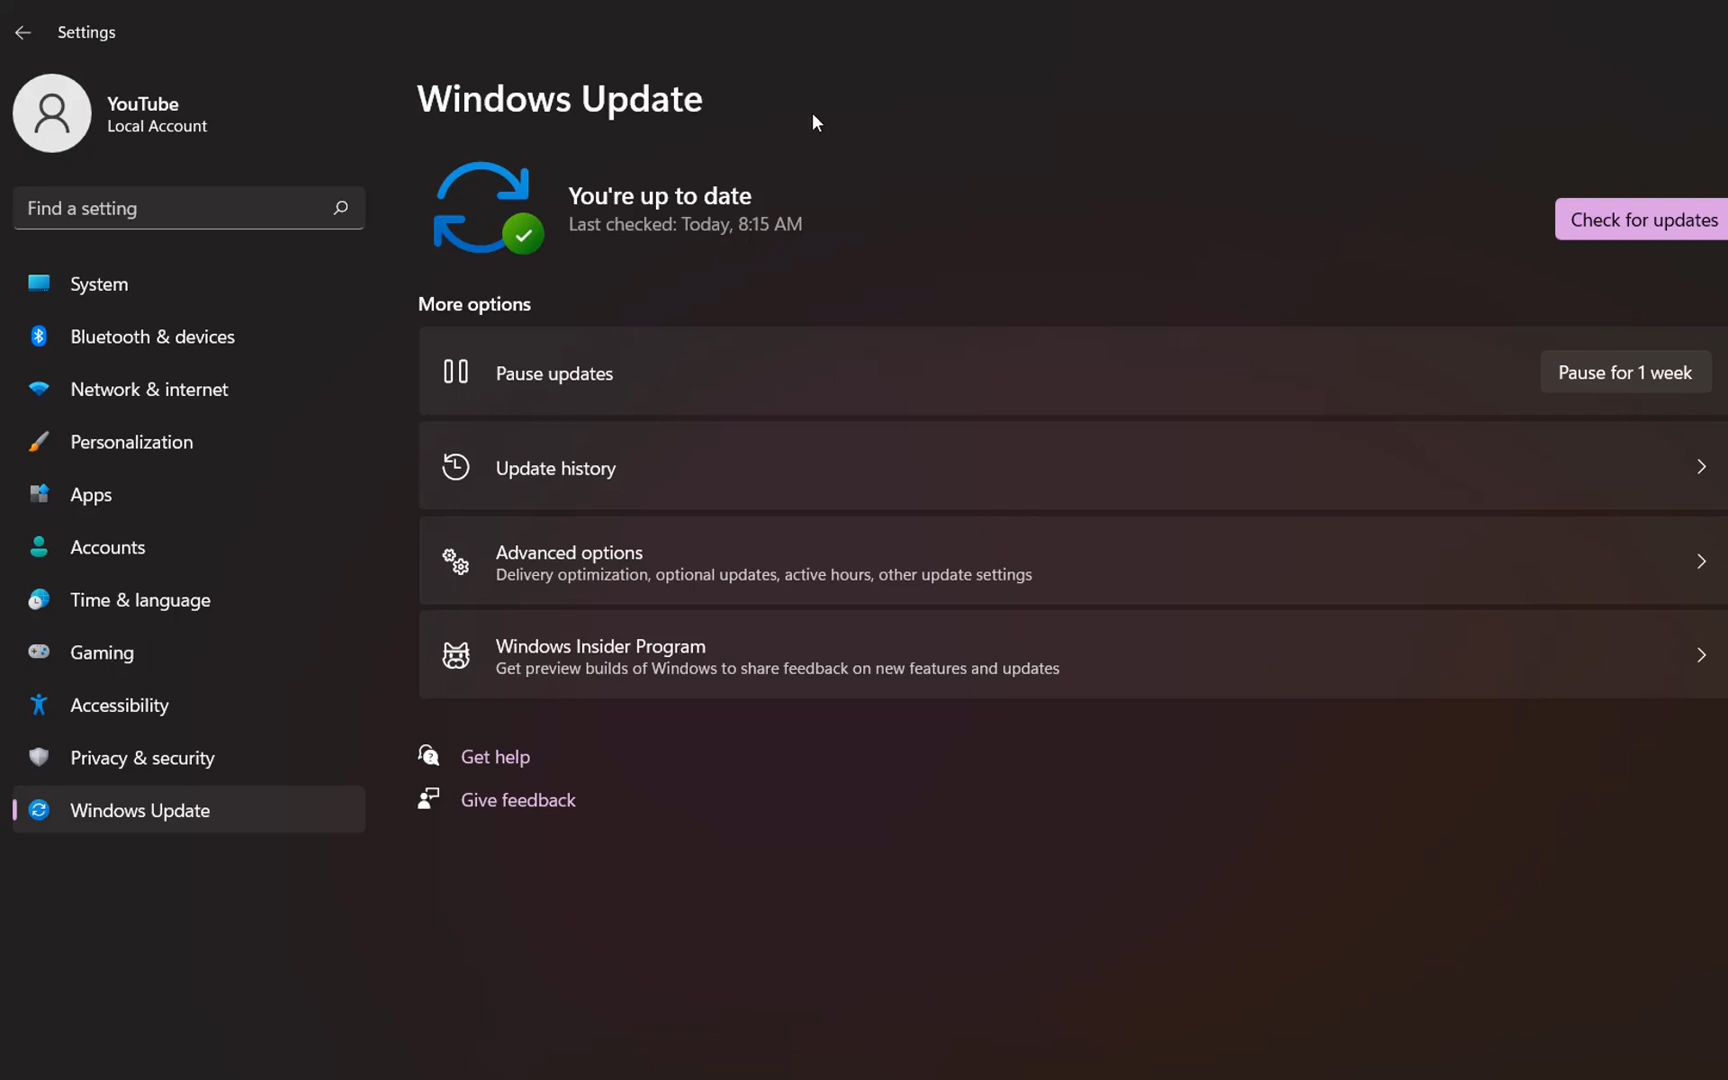 Settings
YouTube
Local Account
Find a setting
System
Bluetooth & devices
Network & internet
Personalization
Apps
Accounts
Time & language
Gaming
Accessibility
Privacy & security
Windows Update
Windows Update
You're up to date
Last checked: Today, 8:15 AM
Check for updates
More options
Pause updates
Pause for 1 week
Update history
Advanced options
Delivery optimization, optional updates, active hours, other update settings
Windows Insider Program
Get preview builds of Windows to share feedback on new features and updates
Get help
Give feedback